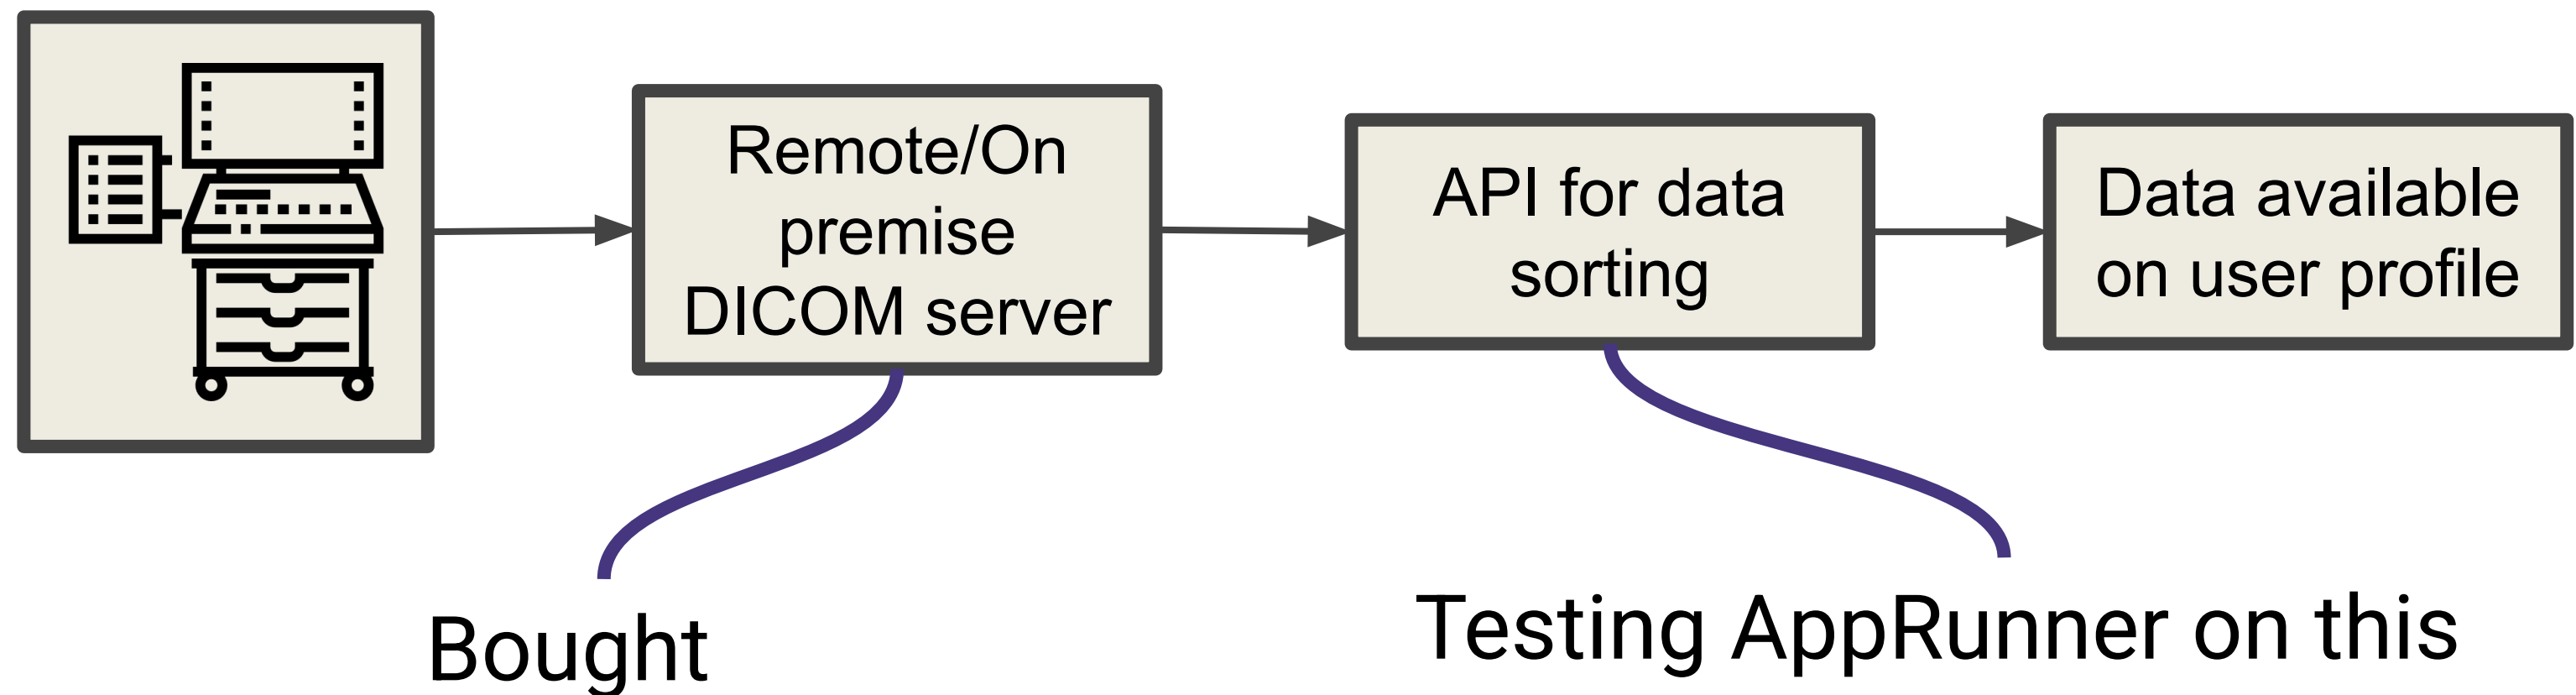 Remote/On
premise
DICOM server
API for data
sorting
Data available
on user profile
Bought
Testing AppRunner on this